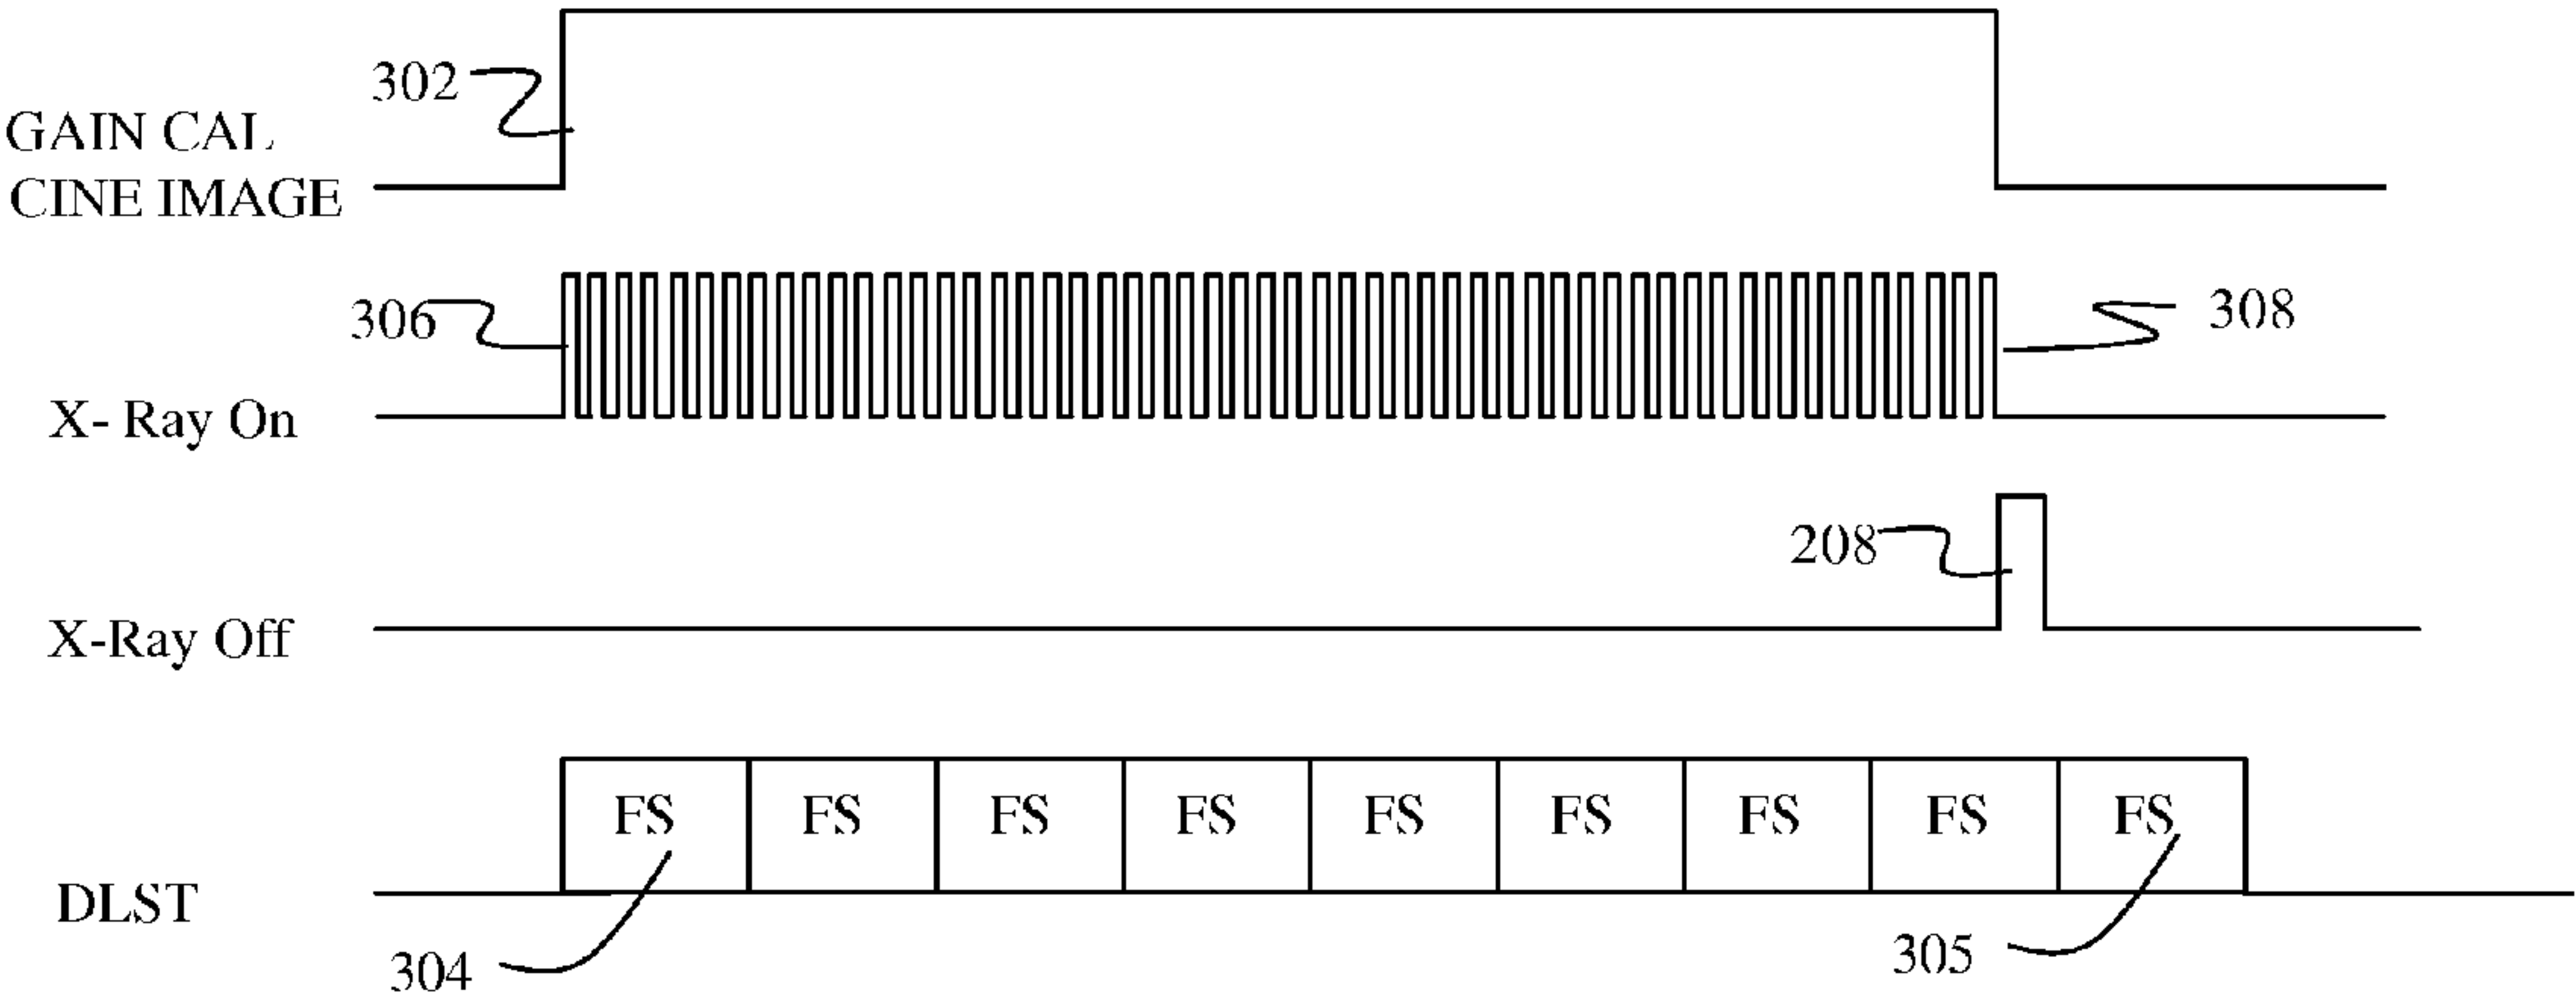 302
GAIN CAL
CINE IMAGE
306
308
X- Ray On
208
X-Ray Off
FS FS FS FS FS FS FS FS FS
DLST
304
305